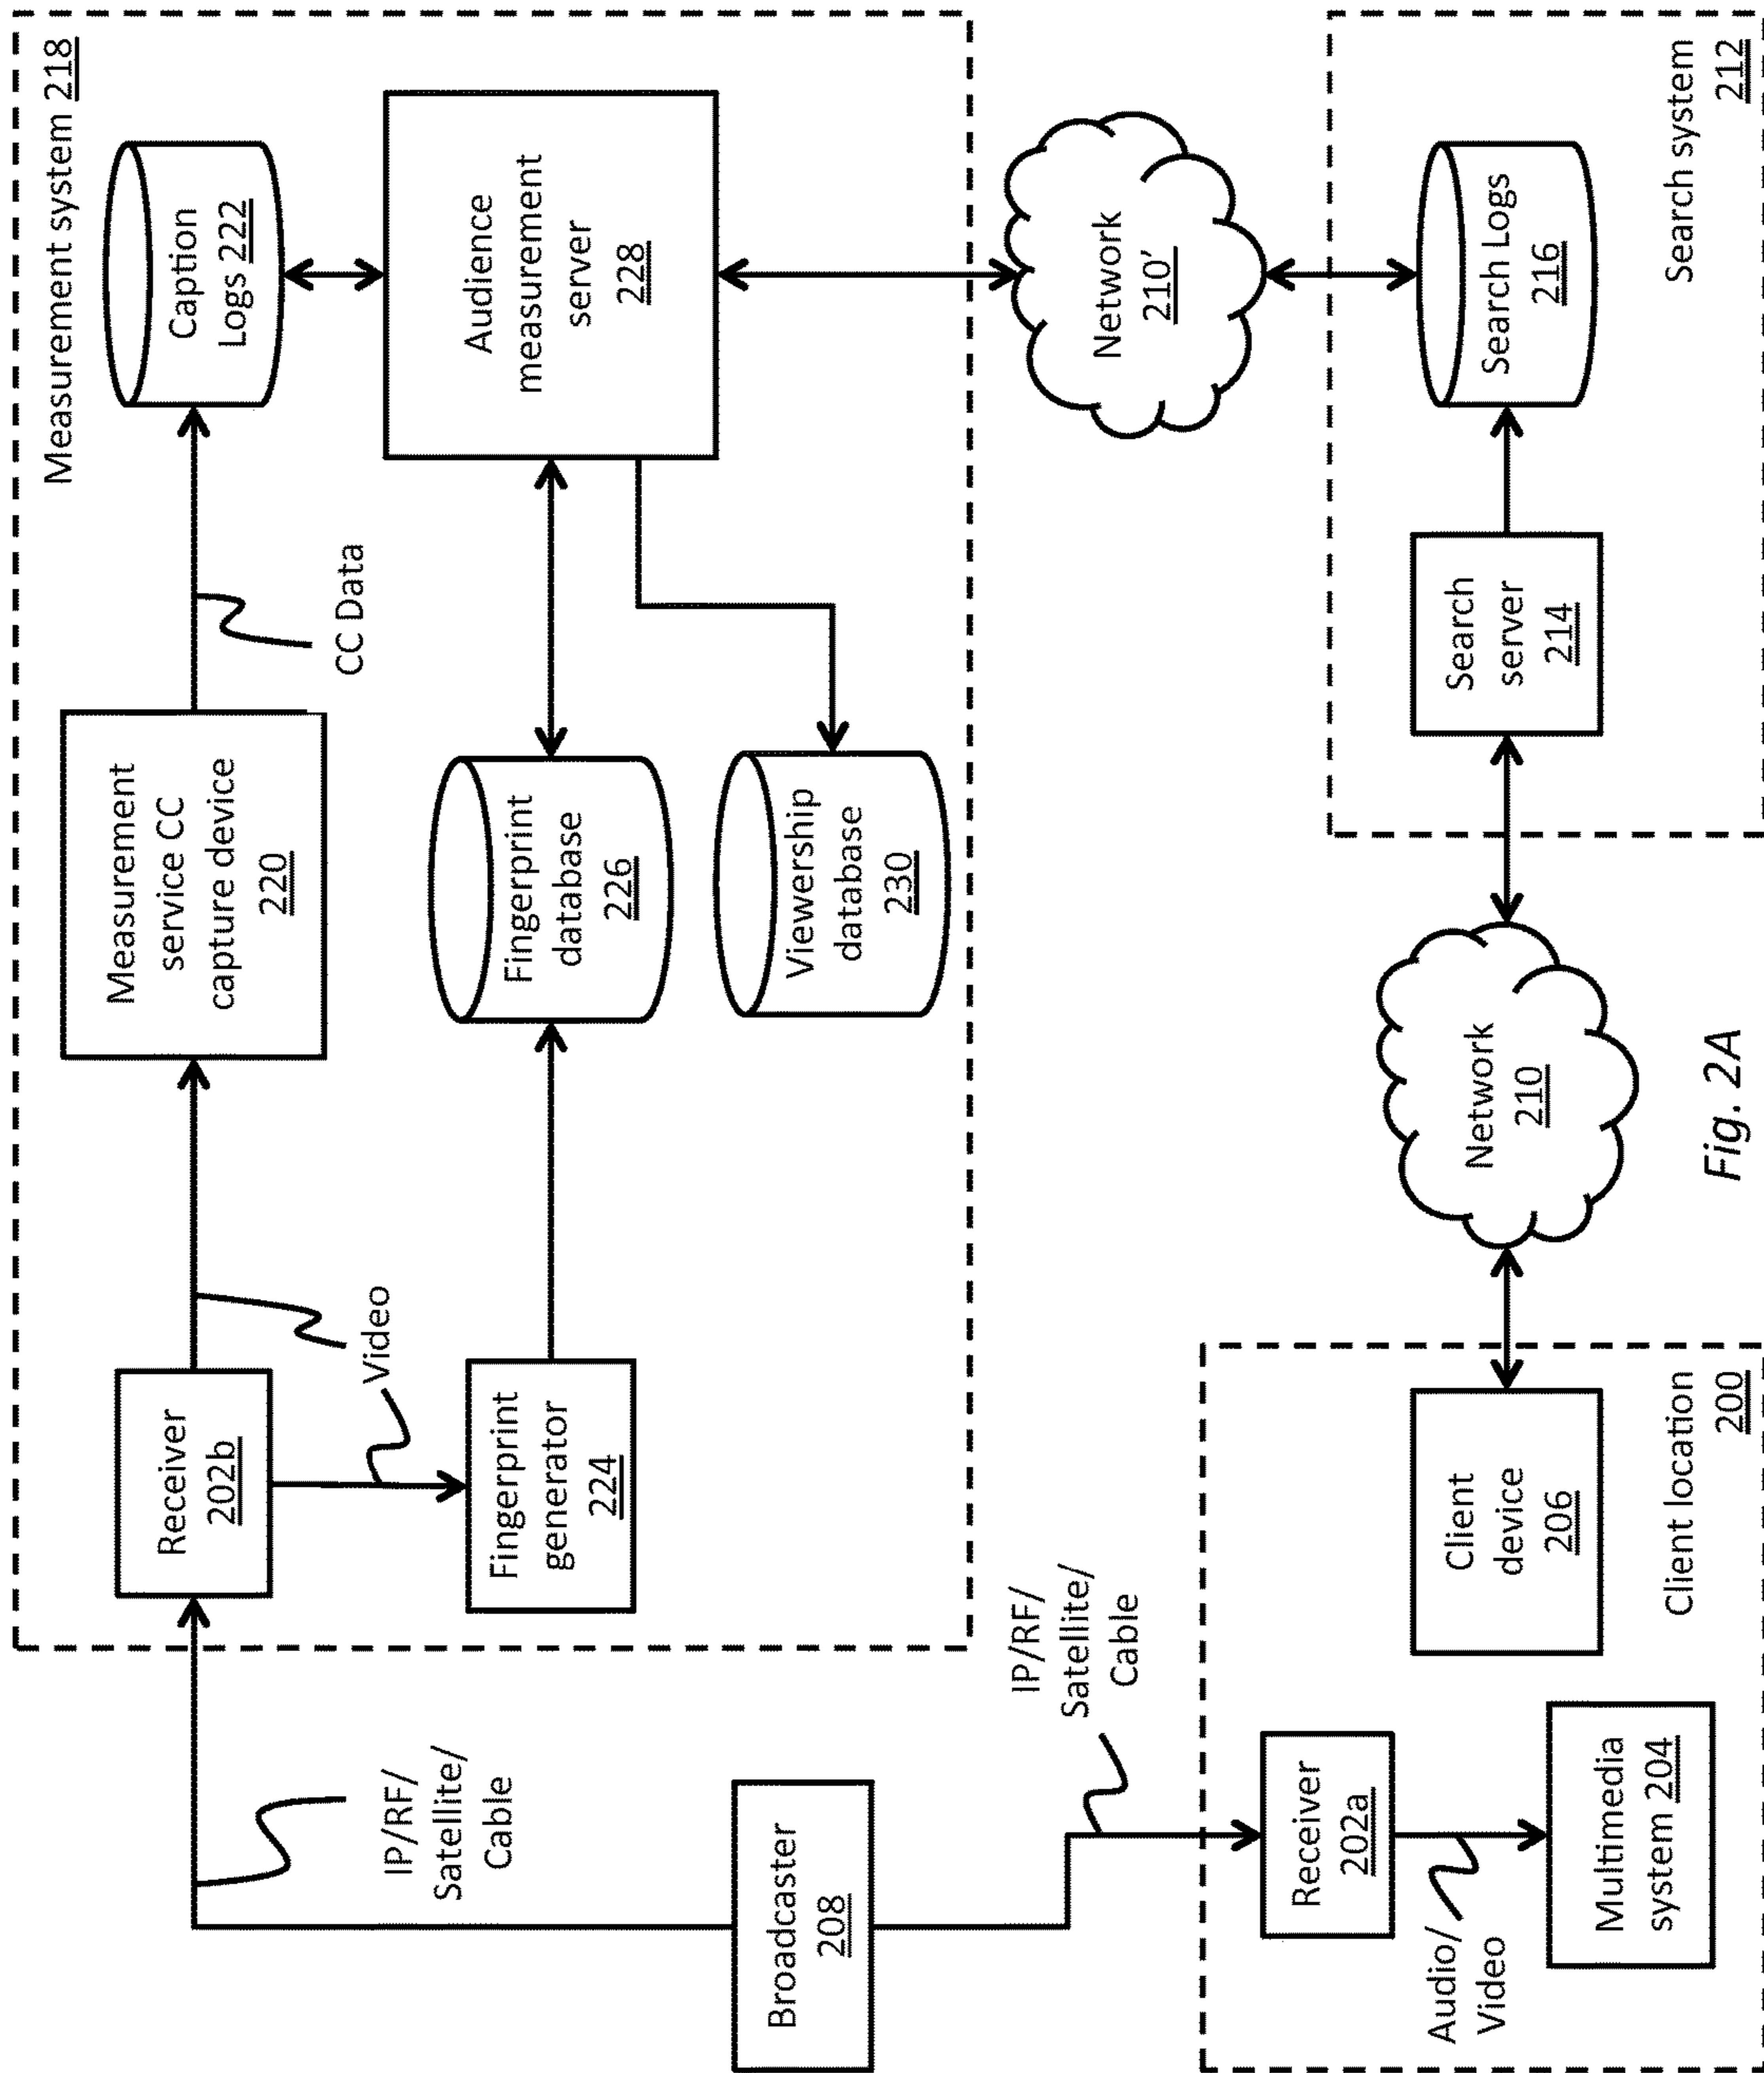 Measurement system 218
Receiver
202b
Measurement
service CC
capture device
220
Caption
Logs 222
CC Data
Video
IP/RF/
Satellite/
Cable
Fingerprint
generator
224
Fingerprint
database
226
Audience
measurement
server
228
Viewership
database
230
Broadcaster
208
IP/RF/
Satellite/
Cable
Network
210'
Receiver
202a
Audio/
Video
Multimedia
system 204
Client
device
206
Client location
200
Network
210
Search
server
214
Search Logs
216
Search system
212
Fig. 2A